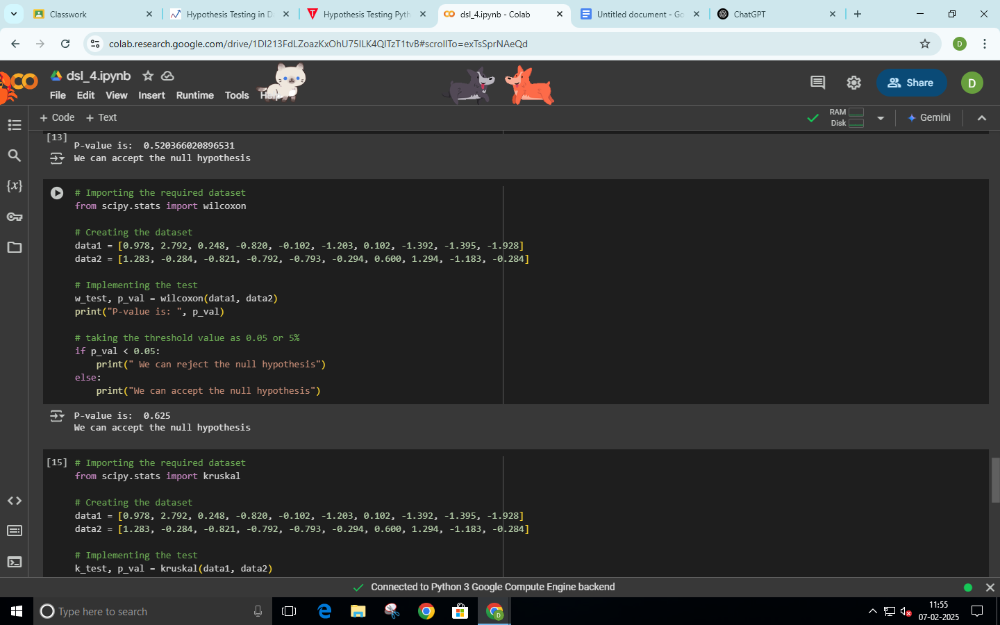 Classwork
Hypothesis Testing in D
Hypothesis Testing Pyth
dsl_4.ipynb - Colab
Untitled document - Go
ChatGPT
colab.research.google.com/drive/1DI213FdLZoazKxOhU75ILK4QITzT1tvB#scrollTo=exTsSprNAeQd
D
CO
dsl_4.ipynb
File Edit View Insert Runtime Tools Help
Share
D
+ Code + Text
RAM
Disk
Gemini
[13]
P-value is:  0.520366020896531
We can accept the null hypothesis
# Importing the required dataset
from scipy.stats import wilcoxon
# Creating the dataset
data1 = [0.978, 2.792, 0.248, -0.820, -0.102, -1.203, 0.102, -1.392, -1.395, -1.928]
data2 = [1.283, -0.284, -0.821, -0.792, -0.793, -0.294, 0.600, 1.294, -1.183, -0.284]
# Implementing the test
w_test, p_val = wilcoxon(data1, data2)
print("P-value is: ", p_val)
# taking the threshold value as 0.05 or 5%
if p_val < 0.05:
    print(" We can reject the null hypothesis")
else:
    print("We can accept the null hypothesis")
P-value is:  0.625
We can accept the null hypothesis
[15] # Importing the required dataset
from scipy.stats import kruskal
# Creating the dataset
data1 = [0.978, 2.792, 0.248, -0.820, -0.102, -1.203, 0.102, -1.392, -1.395, -1.928]
data2 = [1.283, -0.284, -0.821, -0.792, -0.793, -0.294, 0.600, 1.294, -1.183, -0.284]
# Implementing the test
k_test, p_val = kruskal(data1, data2)
Connected to Python 3 Google Compute Engine backend
Type here to search
D
11:55
07-02-2025